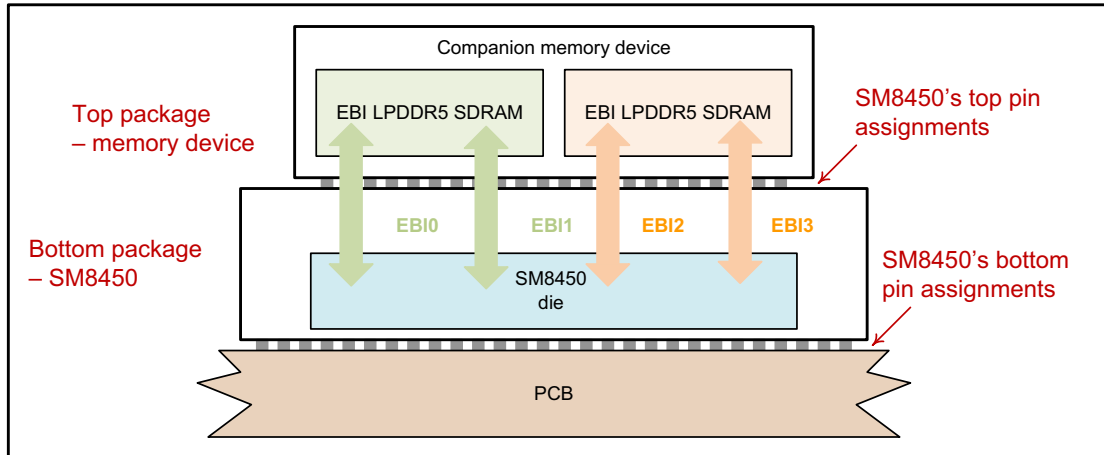 Companion memory device
EBI LPDDR5 SDRAM
EBI LPDDR5 SDRAM
Top package
– memory device
SM8450’s top pin
assignments
EBI0
EBI1
EBI2
EBI3
Bottom package
– SM8450
SM8450
die
SM8450’s bottom
pin assignments
PCB